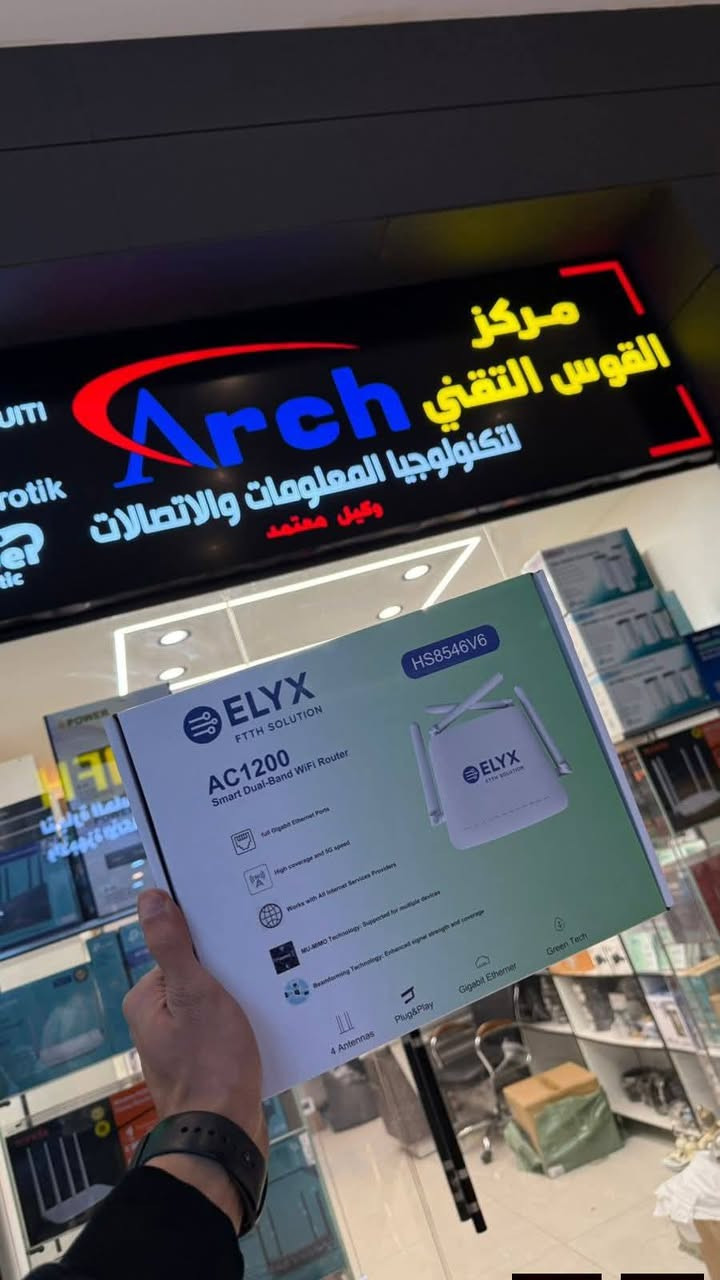 مركز
القوس التقني
Arch
لتكنولوجيا المعلومات والاتصالات
وكيل معتمد
UITI
rotik
tic
POWER
ELYX
FTTH SOLUTION
HS8546V6
AC1200
Smart Dual-Band WiFi Router
full Gigabit Ethernet Ports
High coverage and 5G speed
Works with All Internet Services Providers
MU-MIMO Technology: Supported for multiple devices
Beamforming Technology: Enhanced signal strength and coverage
4 Antennas
Plug&Play
Gigabit Etherner
Green Tech
ELYX
FTTH SOLUTION